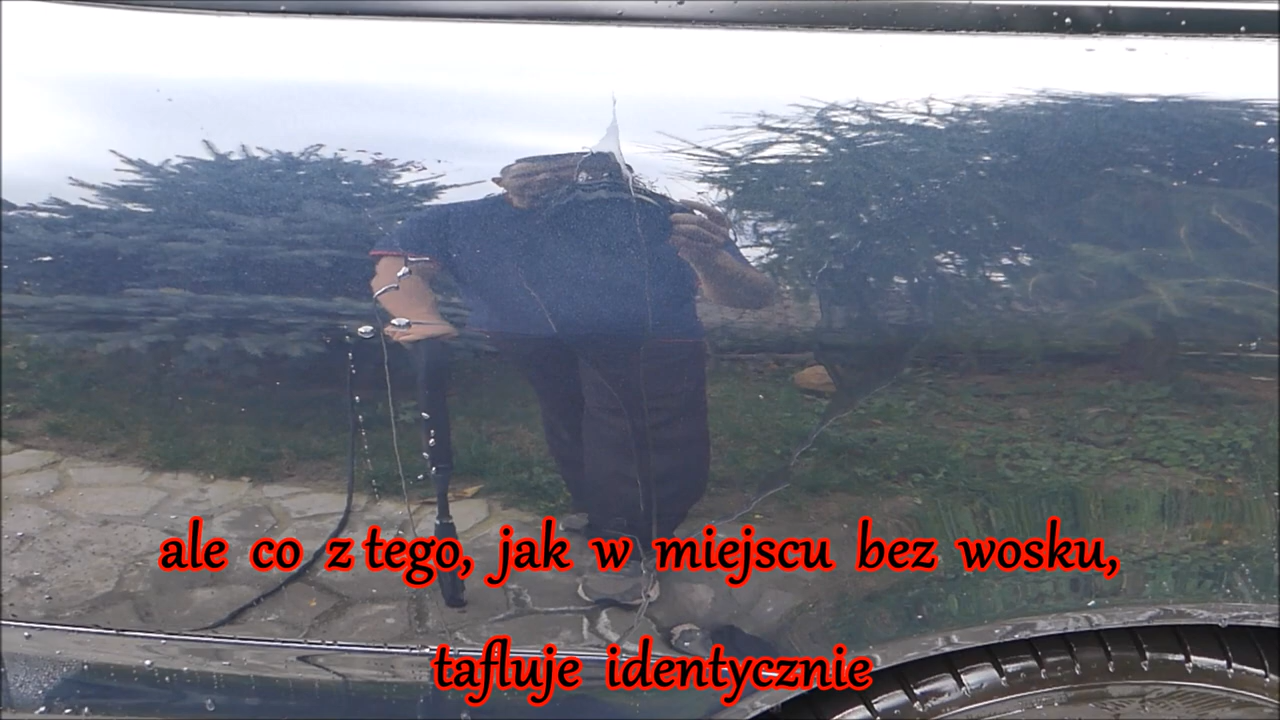 ale co z tego, jak w miejscu bez wosku,
tafluje identycznie